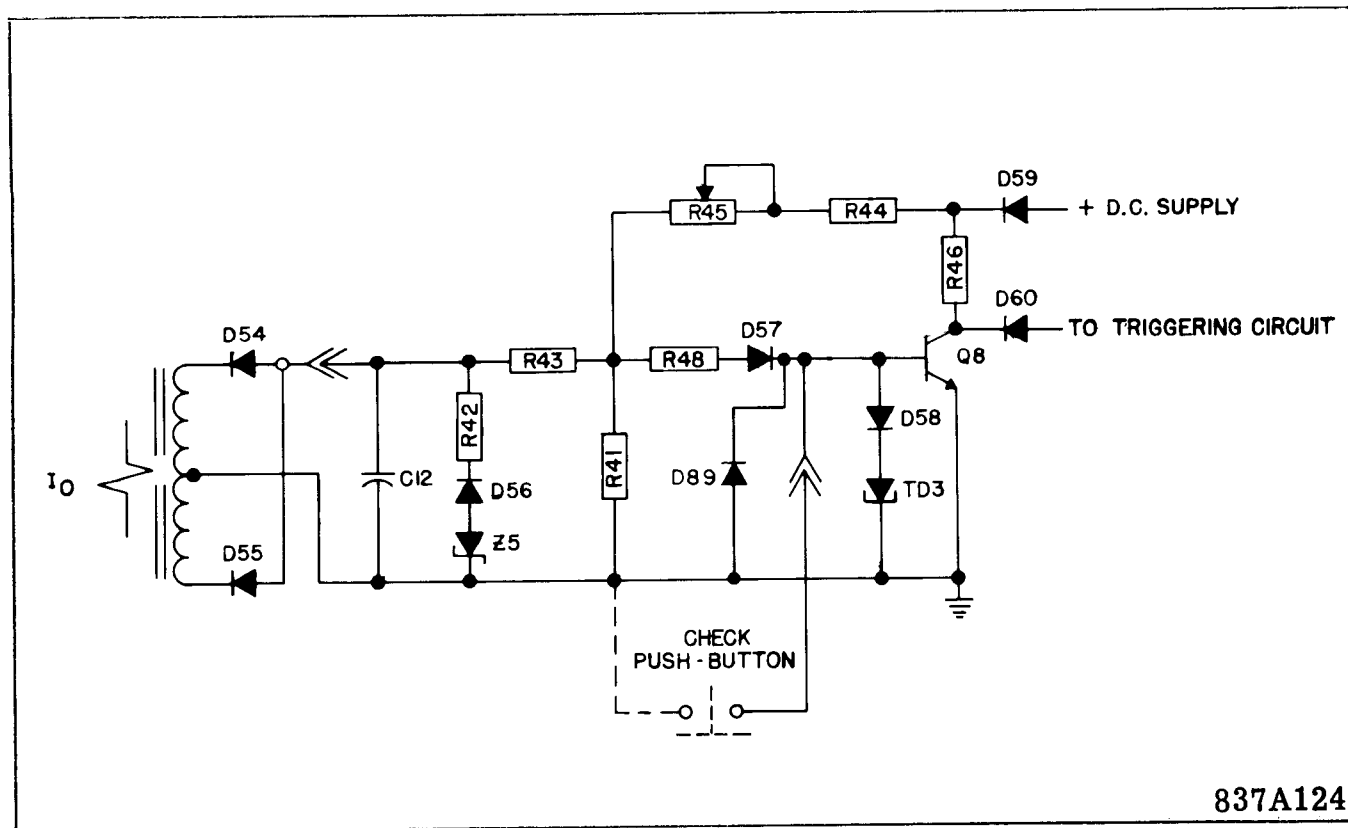 D59
R45
R44
+ D.C. SUPPLY
R46
D60
TO TRIGGERING CIRCUIT
D54
D57
R43
R48
Q8
R42
D58
R41
I₀
C12
D56
D89
TD3
Z5
D55
CHECK
PUSH-BUTTON
837A124